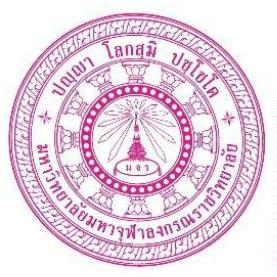 ปญฺญา โลกสฺมิ ปชฺโชโต
มจร
มหาวิทยาลัยมหาจุฬาลงกรณราชวิทยาลัย